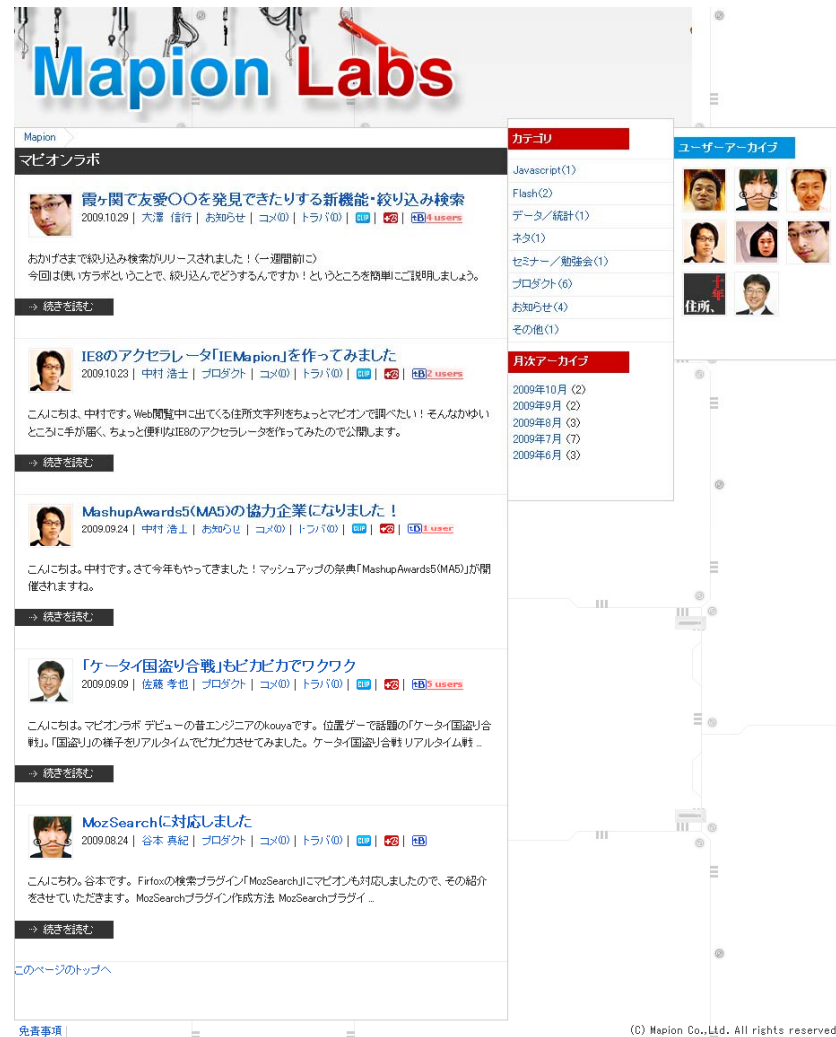 Mapion Labs
Mapion
マピオンラボ
霞ヶ関で友愛〇〇を発見できたりする新機能・絞り込み検索
2009.10.29 | 大澤 信行 | お知らせ | コメ(0) | トラバ(0) | CLIP | | B 4 users
おかげさまで絞り込み検索がリリースされました！（一週間前に）
今回は使い方ラボということで、絞り込んでどうするんですか！というところを簡単にご説明しましょう。
続きを読む
IE8のアクセラレータ「IEMapion」を作ってみました
2009.10.23 | 中村 浩士 | プロダクト | コメ(0) | トラバ(0) | CLIP | | B 2 users
こんにちは、中村です。Web閲覧中に出てくる住所文字列をちょっとマピオンで調べたい！そんなかゆい
ところに手が届く、ちょっと便利なIE8のアクセラレータを作ってみたので公開します。
続きを読む
MashupAwards5(MA5)の協力企業になりました！
2009.09.24 | 中村 浩士 | お知らせ | コメ(0) | トラバ(0) | CLIP | | B 1 user
こんにちは。中村です。さて今年もやってきました！マッシュアップの祭典「MashupAwards5(MA5)」が開
催されますね。
続きを読む
「ケータイ国盗り合戦」もピカピカでワクワク
2009.09.09 | 佐藤 孝也 | プロダクト | コメ(0) | トラバ(0) | CLIP | | B 5 users
こんにちは。マピオンラボ デビューの昔エンジニアのkouyaです。 位置ゲーで話題の「ケータイ国盗り合
戦」。「国盗り」の様子をリアルタイムでピカピカさせてみました。 ケータイ国盗り合戦 リアルタイム戦 ...
続きを読む
MozSearchに対応しました
2009.08.24 | 谷本 真紀 | プロダクト | コメ(0) | トラバ(0) | CLIP | | B
こんにちわ。谷本です。 Firfoxの検索プラグイン「MozSearch」にマピオンも対応しましたので、その紹介
をさせていただきます。 MozSearchプラグイン作成方法 MozSearchプラグイ ...
続きを読む
このページのトップへ
カテゴリ
Javascript(1)
Flash(2)
データ／統計(1)
ネタ(1)
セミナー／勉強会(1)
プロダクト(6)
お知らせ(4)
その他(1)
月次アーカイブ
2009年10月 (2)
2009年9月 (2)
2009年8月 (3)
2009年7月 (7)
2009年6月 (3)
ユーザーアーカイブ
千年
住所、
免責事項 |
(C) Mapion Co.,Ltd. All rights reserved